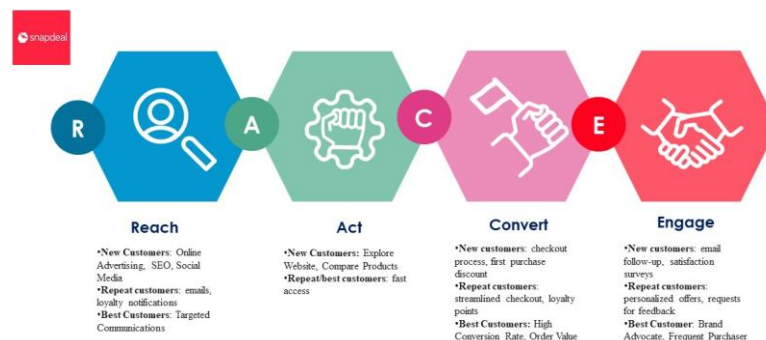 snapdeal
R
A
C
E
Reach
•New Customers: Online
Advertising, SEO, Social
Media
•Repeat customers: emails,
loyalty notifications
•Best Customers: Targeted
Communications
Act
•New Customers: Explore
Website, Compare Products
•Repeat/best customers: fast
access
Convert
•New customers: checkout
process, first purchase
discount
•Repeat customers:
streamlined checkout, loyalty
points
•Best Customers: High
Conversion Rate, Order Value
Engage
•New customers: email
follow-up, satisfaction
surveys
•Repeat customers:
personalized offers, requests
for feedback
•Best Customer: Brand
Advocate, Frequent Purchaser